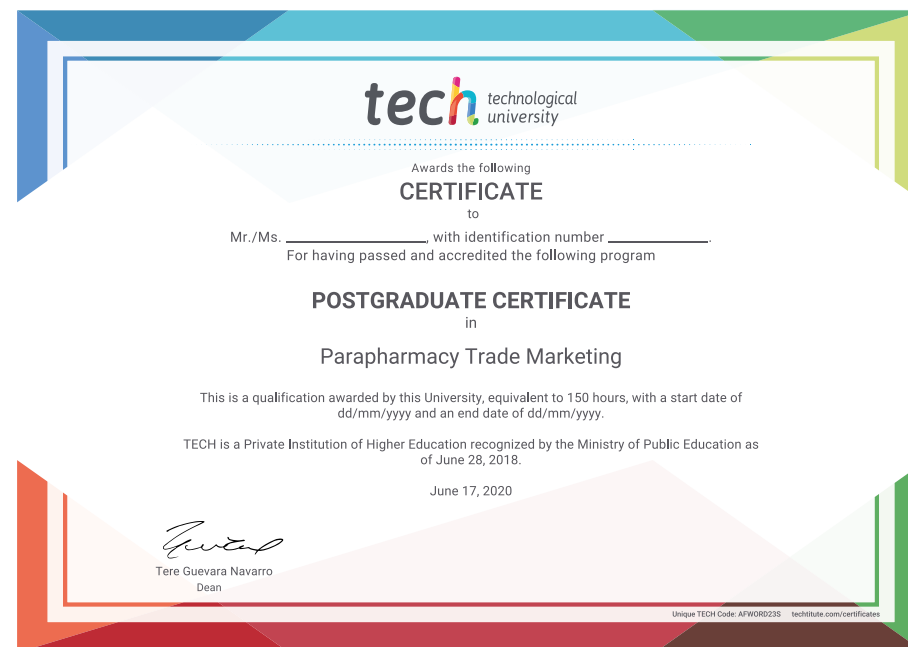 tech technological
university
Awards the following
CERTIFICATE
to
Mr./Ms. ____________, with identification number ____________.
For having passed and accredited the following program
POSTGRADUATE CERTIFICATE
in
Parapharmacy Trade Marketing
This is a qualification awarded by this University, equivalent to 150 hours, with a start date of
dd/mm/yyyy and an end date of dd/mm/yyyy.
TECH is a Private Institution of Higher Education recognized by the Ministry of Public Education as
of June 28, 2018.
June 17, 2020
Tere Guevara Navarro
Dean
Unique TECH Code: AFWORD23S techtitute.com/certificates